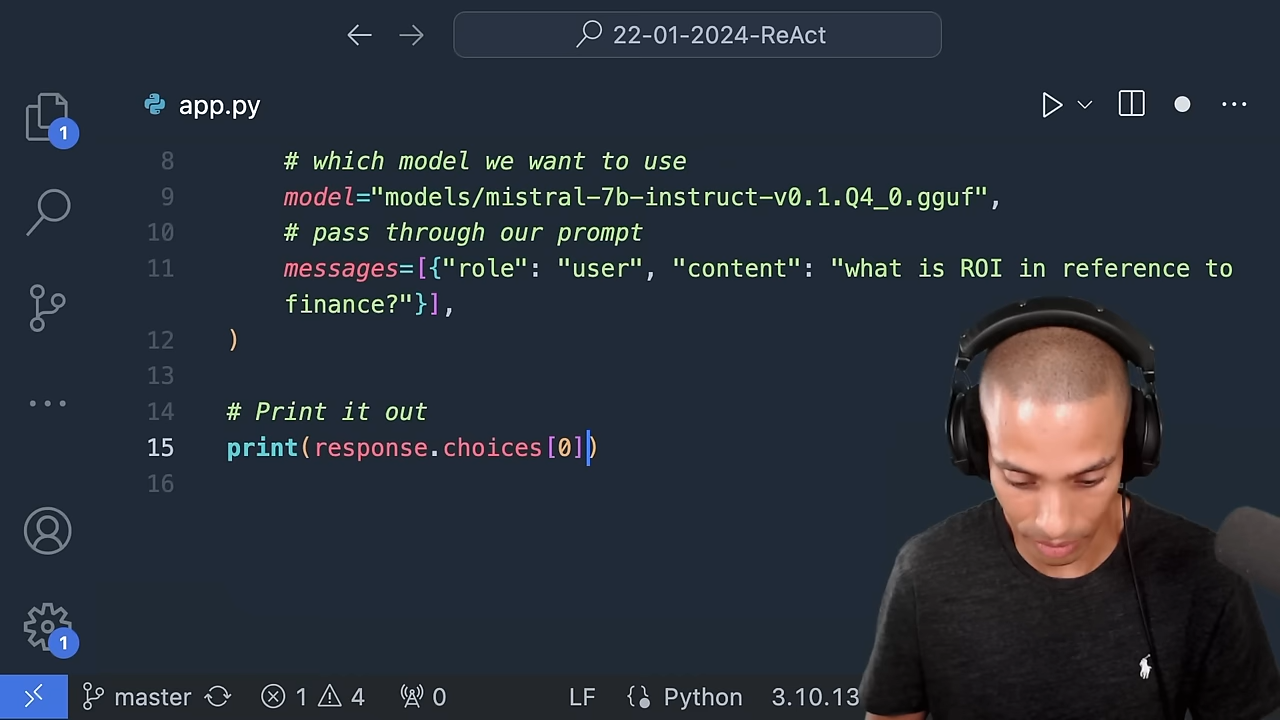 22-01-2024-ReAct
1
app.py
8 # which model we want to use
9 model="models/mistral-7b-instruct-v0.1.Q4_0.gguf",
10 # pass through our prompt
11 messages=[{"role": "user", "content": "what is ROI in reference to
finance?"}],
12 )
13
14 # Print it out
15 print(response.choices[0])
16
1
master 1 4 0 LF Python 3.10.13